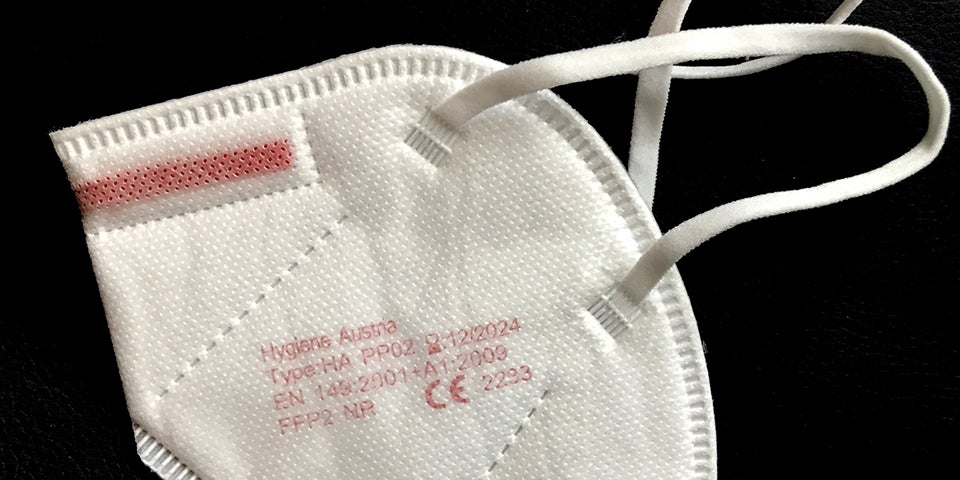 Hygiene Austria
Type:HA PP02 ⌛12/2024
EN 149:2001+A1:2009
FFP2 NR CE 2233